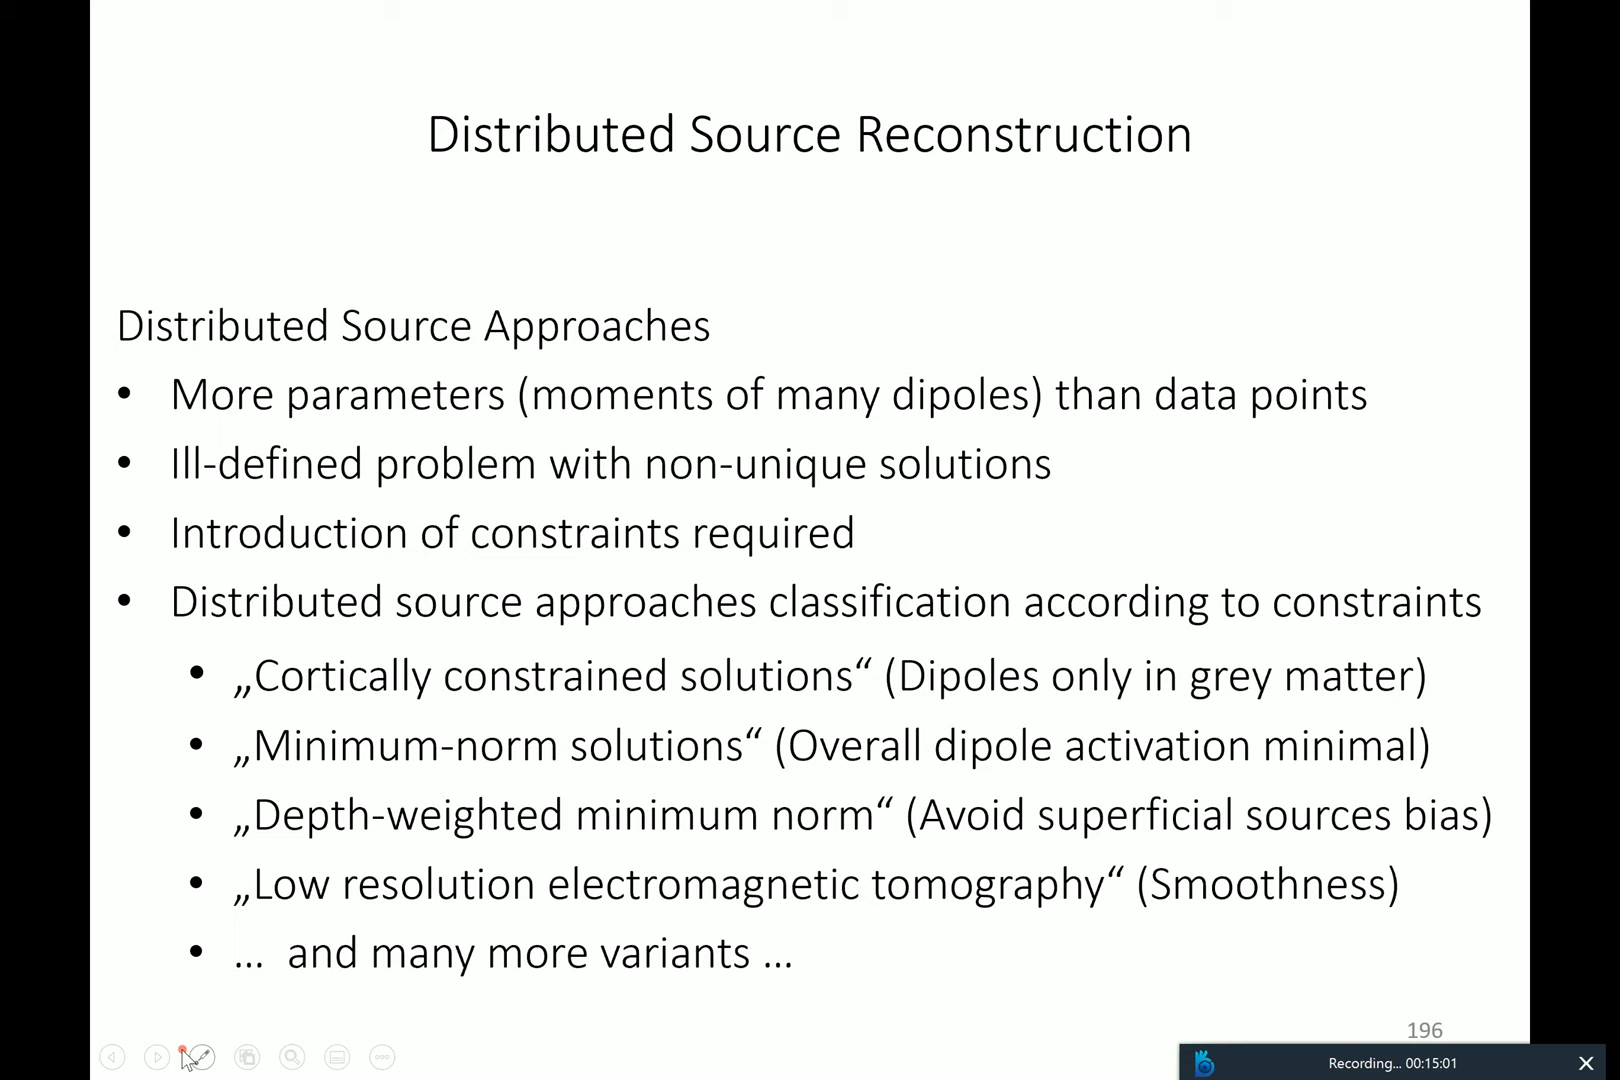 Distributed Source Reconstruction
Distributed Source Approaches
• More parameters (moments of many dipoles) than data points
• Ill-defined problem with non-unique solutions
• Introduction of constraints required
• Distributed source approaches classification according to constraints
• „Cortically constrained solutions“ (Dipoles only in grey matter)
• „Minimum-norm solutions“ (Overall dipole activation minimal)
• „Depth-weighted minimum norm“ (Avoid superficial sources bias)
• „Low resolution electromagnetic tomography“ (Smoothness)
• … and many more variants …
196
Recording... 00:15:01